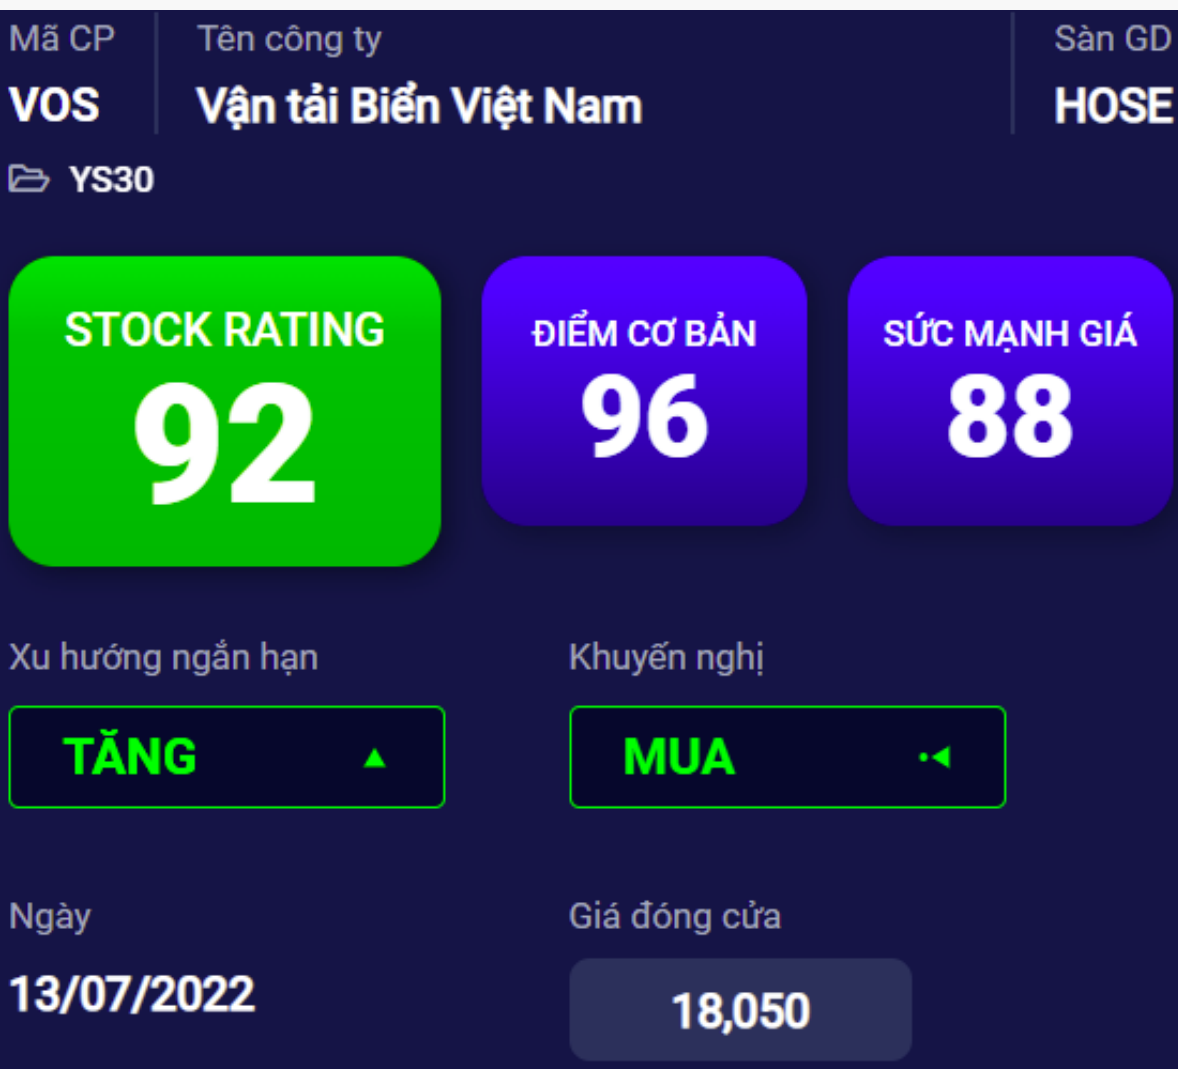 Mã CP
Tên công ty
Sàn GD
VOS
Vận tải Biển Việt Nam
HOSE
YS30
STOCK RATING
92
ĐIỂM CƠ BẢN
96
SỨC MẠNH GIÁ
88
Xu hướng ngắn hạn
Khuyến nghị
TĂNG
MUA
Ngày
Giá đóng cửa
13/07/2022
18,050